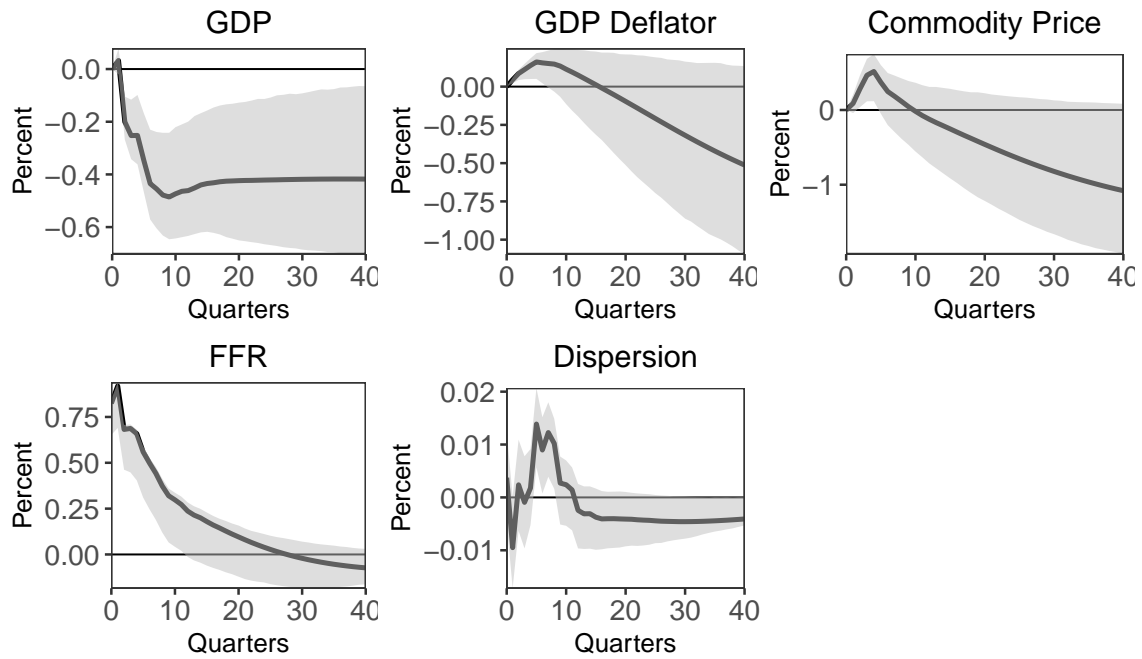 GDP
GDP Deflator
Commodity Price
Percent
0.0
−0.2
−0.4
−0.6
0
10
20
30
40
Quarters
Percent
0.00
−0.25
−0.50
−0.75
−1.00
0
10
20
30
40
Quarters
Percent
0
−1
0
10
20
30
40
Quarters
FFR
Dispersion
Percent
0.75
0.50
0.25
0.00
0
10
20
30
40
Quarters
Percent
0.02
0.01
0.00
−0.01
0
10
20
30
40
Quarters